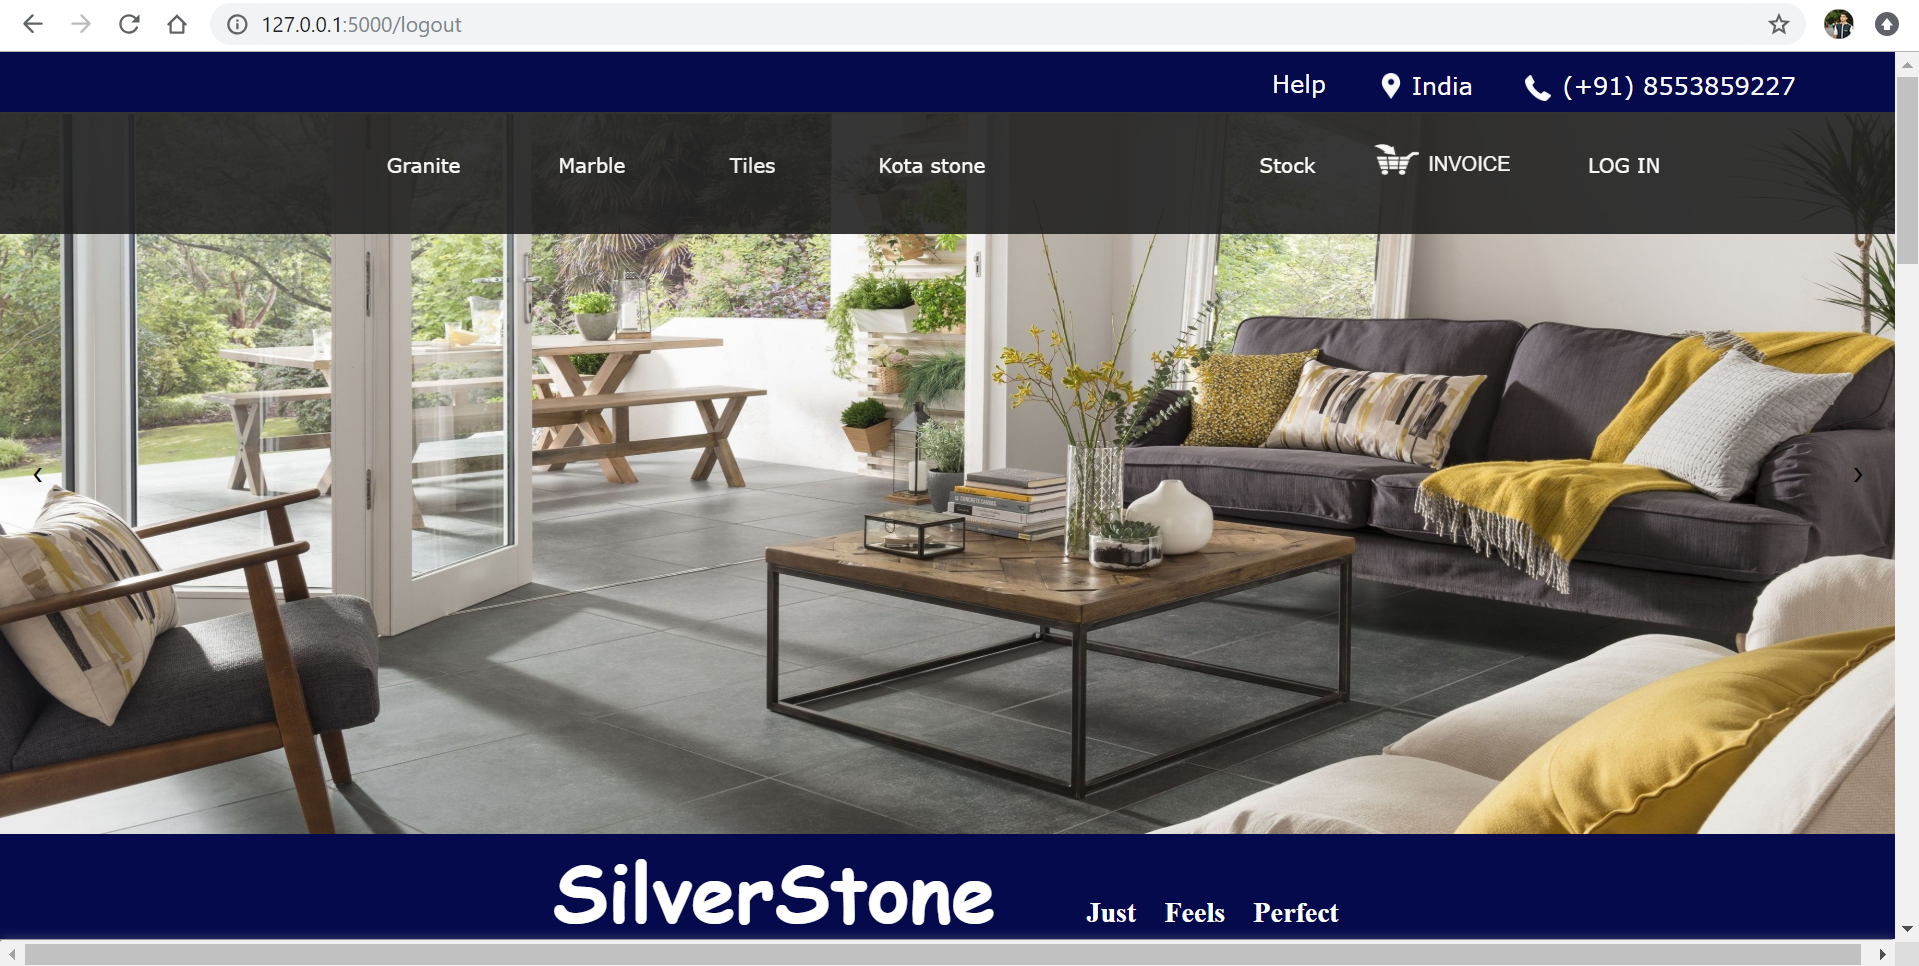 127.0.0.1:5000/logout
Help India (+91) 8553859227
Granite Marble Tiles Kota stone Stock INVOICE LOG IN
SilverStone Just Feels Perfect